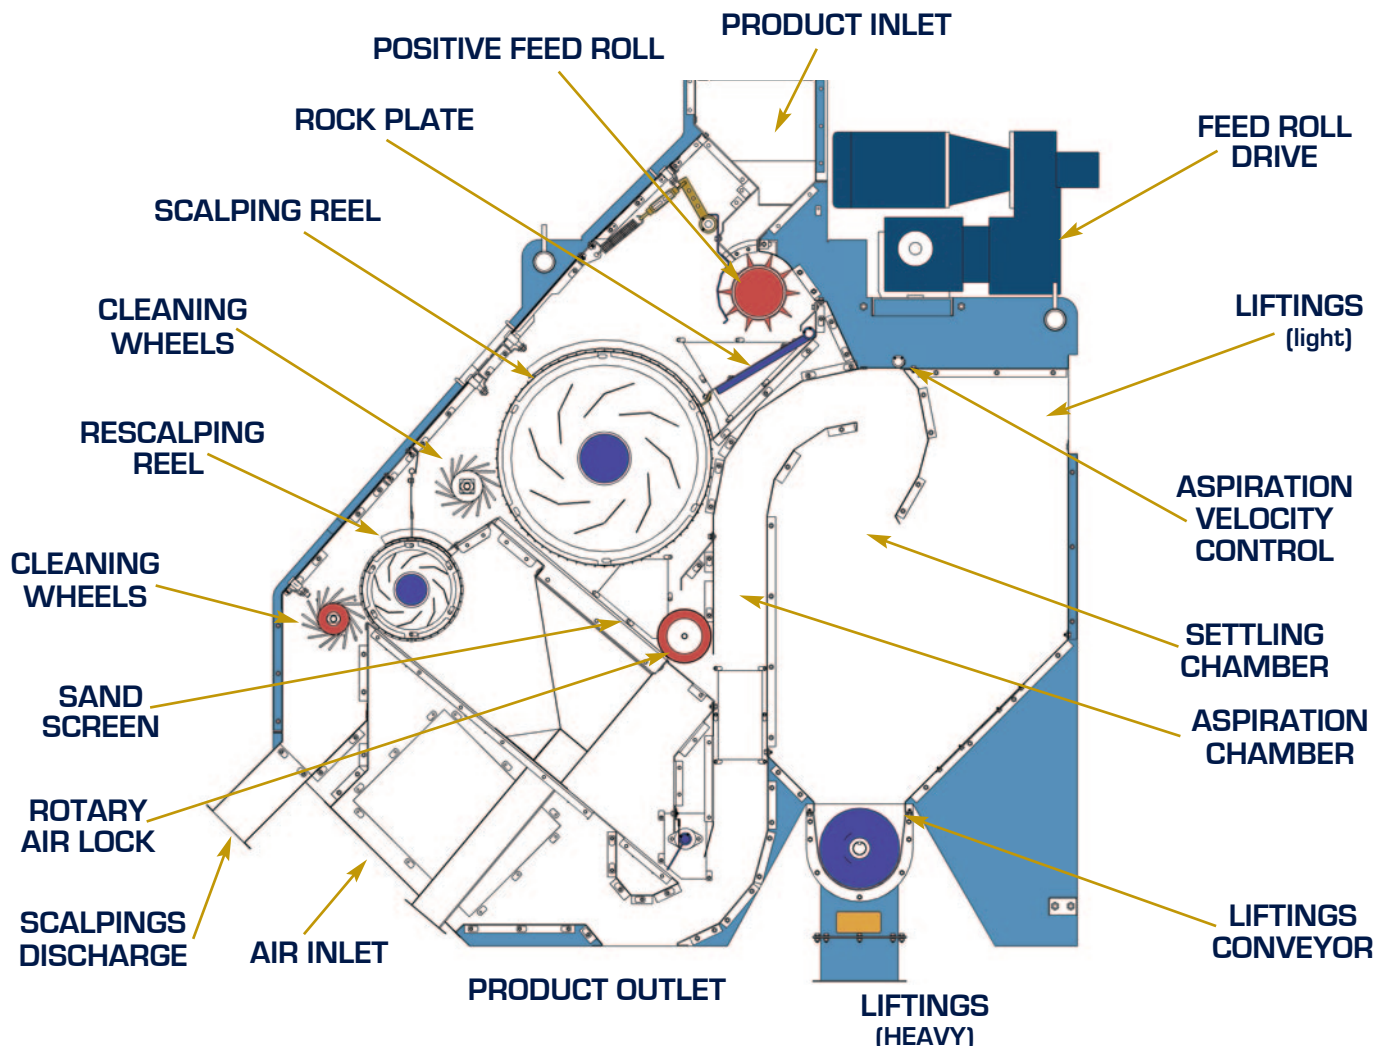 PRODUCT INLET
POSITIVE FEED ROLL
ROCK PLATE
SCALPING REEL
CLEANING
WHEELS
RESCALPING
REEL
CLEANING
WHEELS
SAND
SCREEN
ROTARY
AIR LOCK
SCALPINGS
DISCHARGE
AIR INLET
PRODUCT OUTLET
LIFTINGS
(HEAVY)
FEED ROLL
DRIVE
LIFTINGS
(light)
ASPIRATION
VELOCITY
CONTROL
SETTLING
CHAMBER
ASPIRATION
CHAMBER
LIFTINGS
CONVEYOR